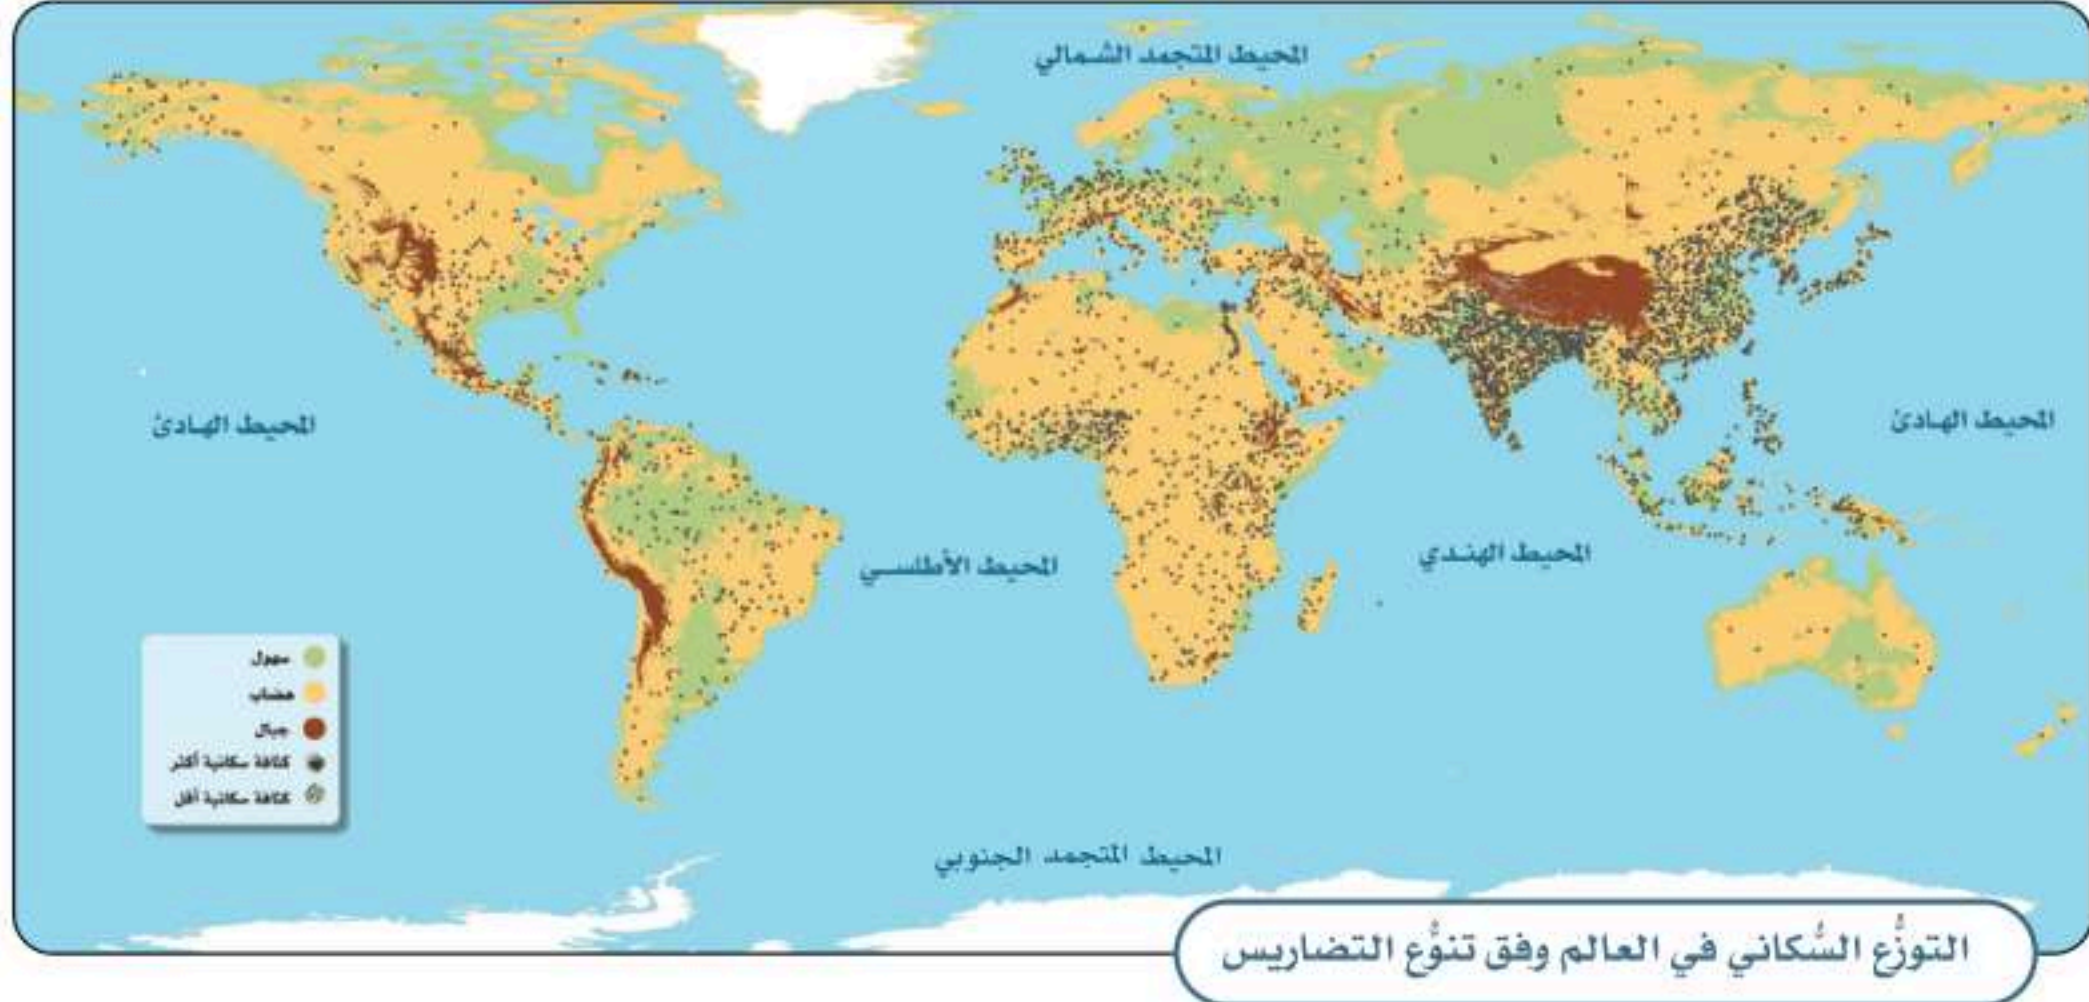 المحيط المتجمد الشمالي
المحيط الهادئ
المحيط الهادئ
المحيط الأطلسي
المحيط الهندي
سهول
هضاب
جبال
كثافة سكانية أكثر
كثافة سكانية أقل
المحيط المتجمد الجنوبي
التوزُّع السُّكاني في العالم وفق تنوُّع التضاريس